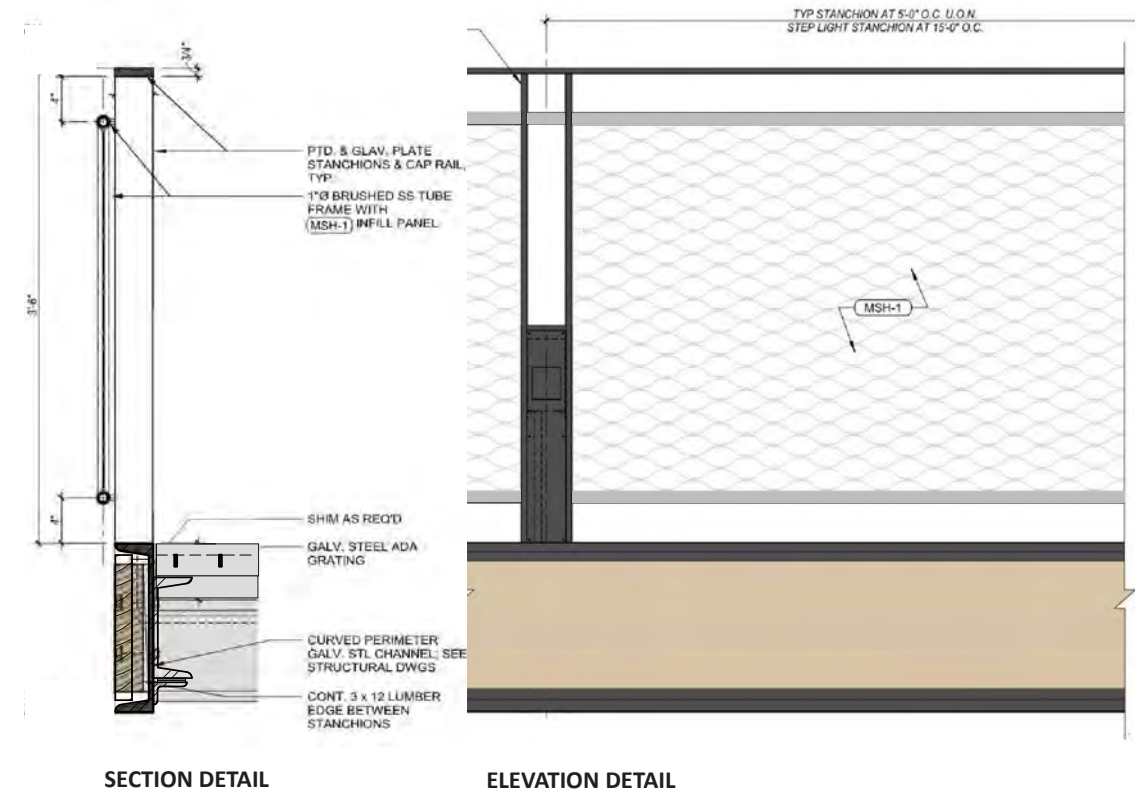 TYP STANCHION AT 5'-0" O.C. U.O.N.
STEP LIGHT STANCHION AT 15'-0" O.C.
3/4"
4"
PTD. & GLAV. PLATE
STANCHIONS & CAP RAIL,
TYP.
1"Ø BRUSHED SS TUBE
FRAME WITH
MSH-1 INFILL PANEL
MSH-1
3'-6"
4"
SHIM AS REQ'D
GALV. STEEL ADA
GRATING
CURVED PERIMETER
GALV. STL CHANNEL; SEE
STRUCTURAL DWGS
CONT. 3 x 12 LUMBER
EDGE BETWEEN
STANCHIONS
SECTION DETAIL
ELEVATION DETAIL